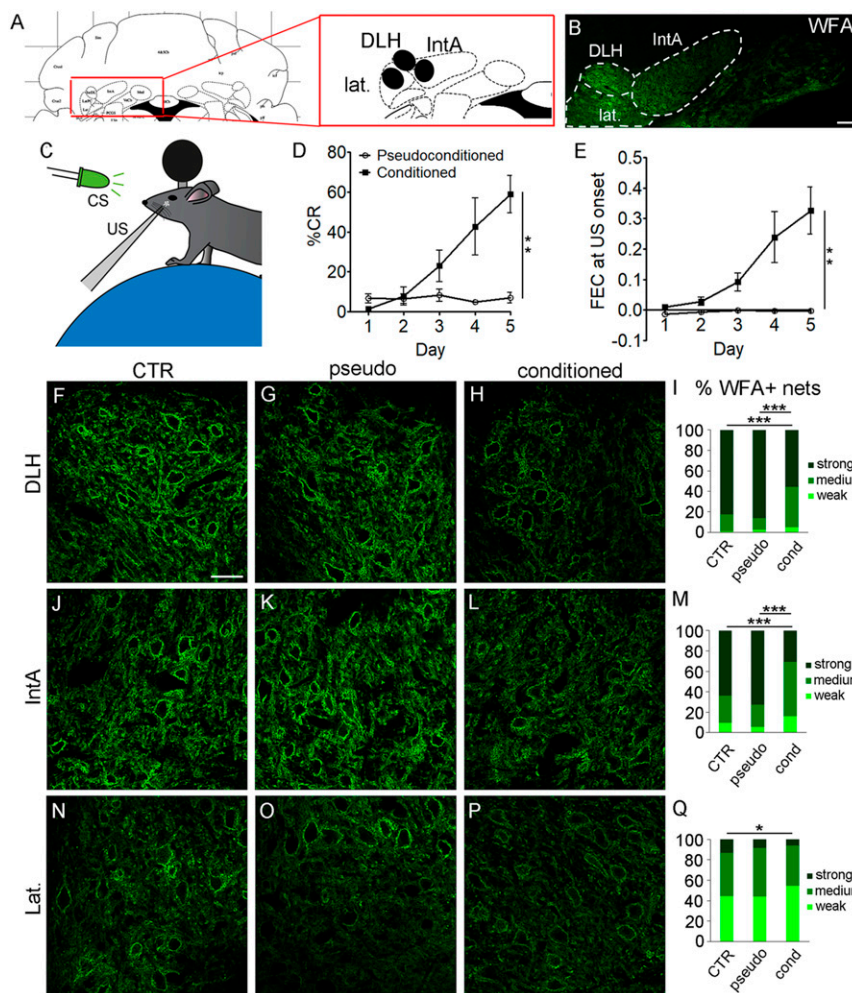 A
DLH
IntA
lat.
B
WFA
DLH
IntA
lat.
C
CS
US
D
Pseudoconditioned
Conditioned
80
60
40
20
0
%CR
1 2 3 4 5
Day
**
E
0.5
0.4
0.3
0.2
0.1
0.0
-0.1
FEC at US onset
1 2 3 4 5
Day
**
CTR pseudo conditioned
DLH
F
G
H
I % WFA+ nets
***
***
100
80
60
40
20
0
strong
medium
weak
CTR pseudo cond
IntA
J
K
L
M
***
***
100
80
60
40
20
0
strong
medium
weak
CTR pseudo cond
Lat.
N
O
P
Q
*
100
80
60
40
20
0
strong
medium
weak
CTR pseudo cond